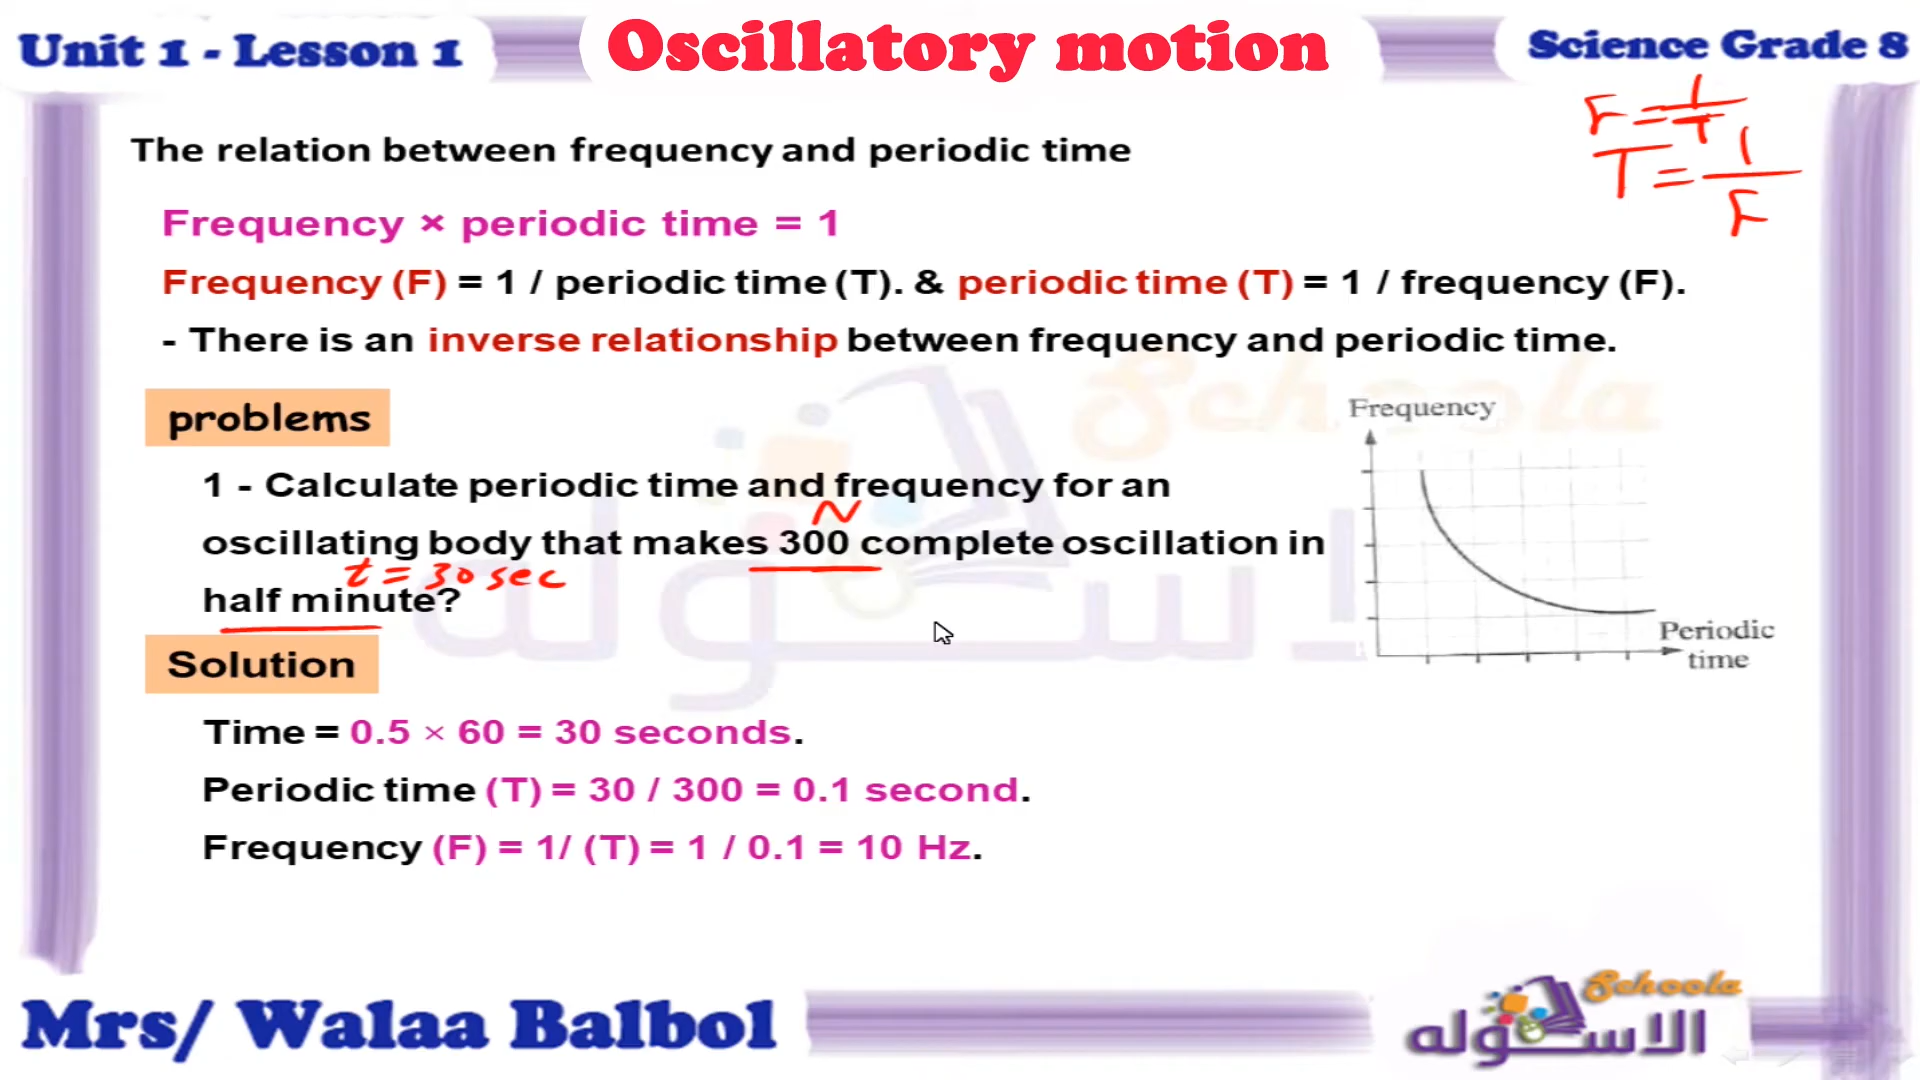 Unit 1 - Lesson 1
Oscillatory motion
Science Grade 8
F = 1/T
T = 1/F
The relation between frequency and periodic time
Frequency × periodic time = 1
Frequency (F) = 1 / periodic time (T). & periodic time (T) = 1 / frequency (F).
- There is an inverse relationship between frequency and periodic time.
problems
1 - Calculate periodic time and frequency for an
N
oscillating body that makes 300 complete oscillation in
t = 30 sec
half minute?
Frequency
Periodic
time
Solution
Time = 0.5 × 60 = 30 seconds.
Periodic time (T) = 30 / 300 = 0.1 second.
Frequency (F) = 1/ (T) = 1 / 0.1 = 10 Hz.
Schoola
الاسكوله
Mrs/ Walaa Balbol
Schoola
الاسكوله